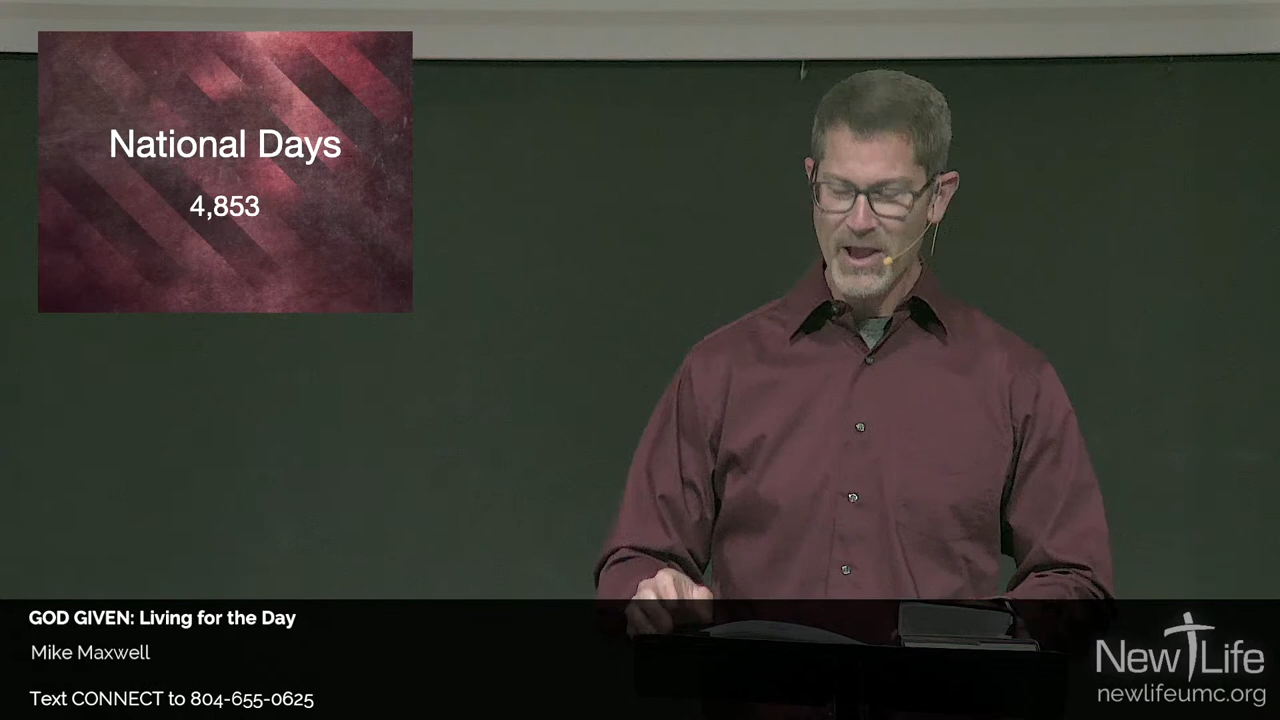 National Days
4,853
GOD GIVEN: Living for the Day
Mike Maxwell
Text CONNECT to 804-655-0625
New Life
newlifeumc.org